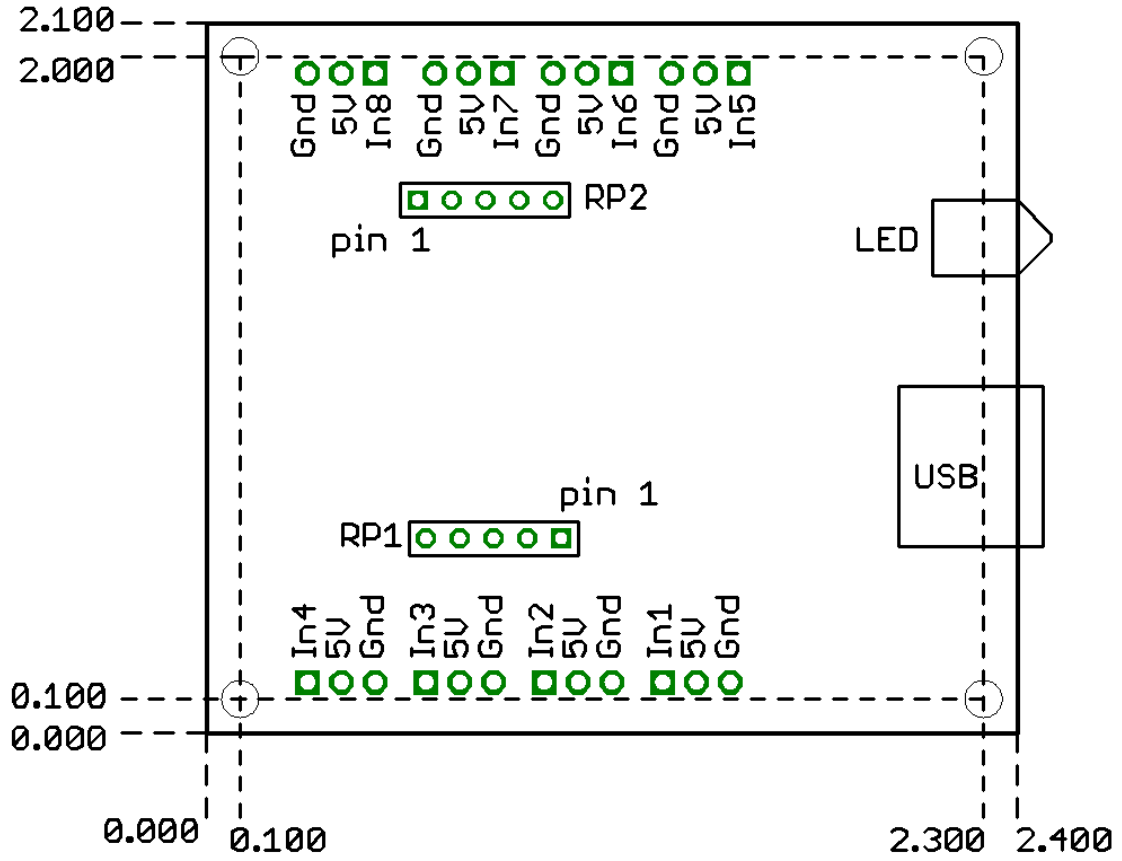 2.100
2.000
Gnd 5V In8 Gnd 5V In7 Gnd 5V In6 Gnd 5V In5
RP2
pin 1
LED
USB
pin 1
RP1
In4 5V Gnd In3 5V Gnd In2 5V Gnd In1 5V Gnd
0.100
0.000
0.000 0.100 2.300 2.400